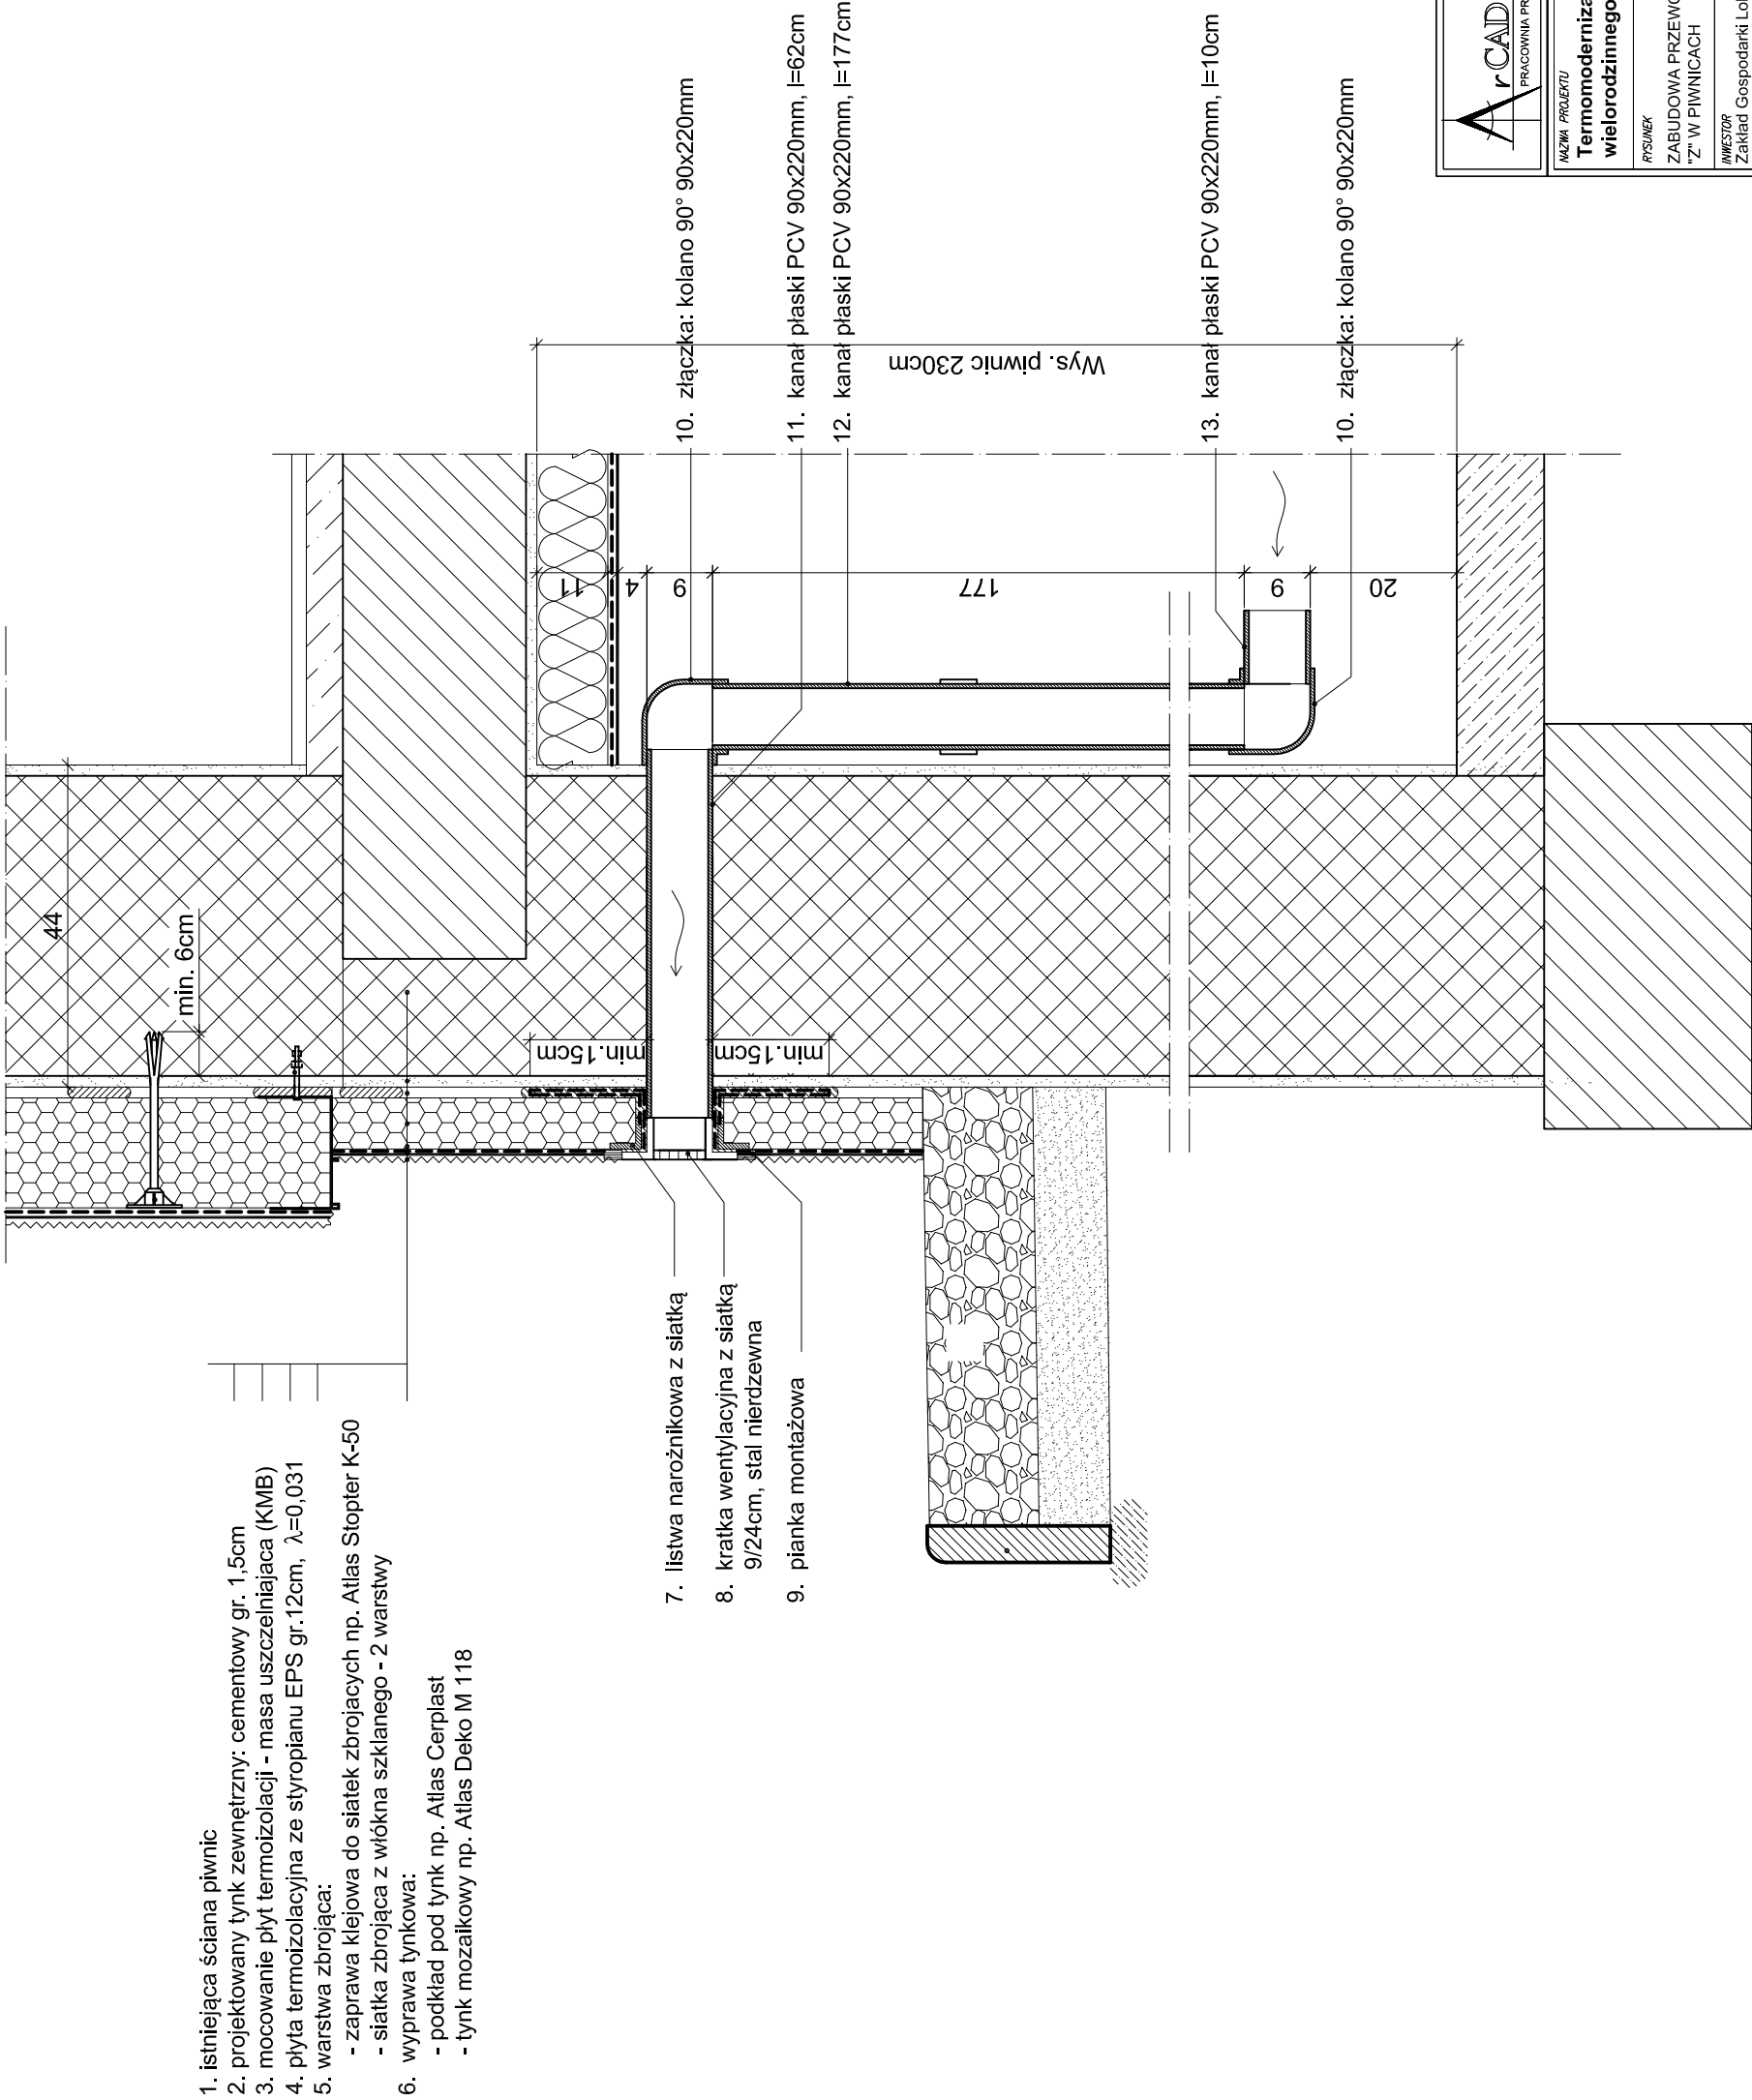 1. istniejąca ściana piwnic
2. projektowany tynk zewnętrzny: cementowy gr. 1,5cm
3. mocowanie płyt termoizolacji - masa uszczelniajaca (KMB)
4. płyta termoizolacyjna ze styropianu EPS gr.12cm, λ=0,031
5. warstwa zbrojąca:
- zaprawa klejowa do siatek zbrojacych np. Atlas Stopter K-50
- siatka zbrojąca z włókna szklanego - 2 warstwy
6. wyprawa tynkowa:
- podkład pod tynk np. Atlas Cerplast
- tynk mozaikowy np. Atlas Deko M 118
7. listwa narożnikowa z siatką
8. kratka wentylacyjna z siatką
9/24cm, stal nierdzewna
9. pianka montażowa
44
min. 6cm
min.15cm
min.15cm
11
4
9
177
9
20
Wys. piwnic 230cm
10. złączka: kolano 90° 90x220mm
11. kanał płaski PCV 90x220mm, l=62cm
12. kanał płaski PCV 90x220mm, l=177cm
13. kanał płaski PCV 90x220mm, l=10cm
10. złączka: kolano 90° 90x220mm
ArCAD
PRACOWNIA PR
NAZWA PROJEKTU
Termomoderniza
wielorodzinnego
RYSUNEK
ZABUDOWA PRZEWO
"Z" W PIWNICACH
INWESTOR
Zakład Gospodarki Lo